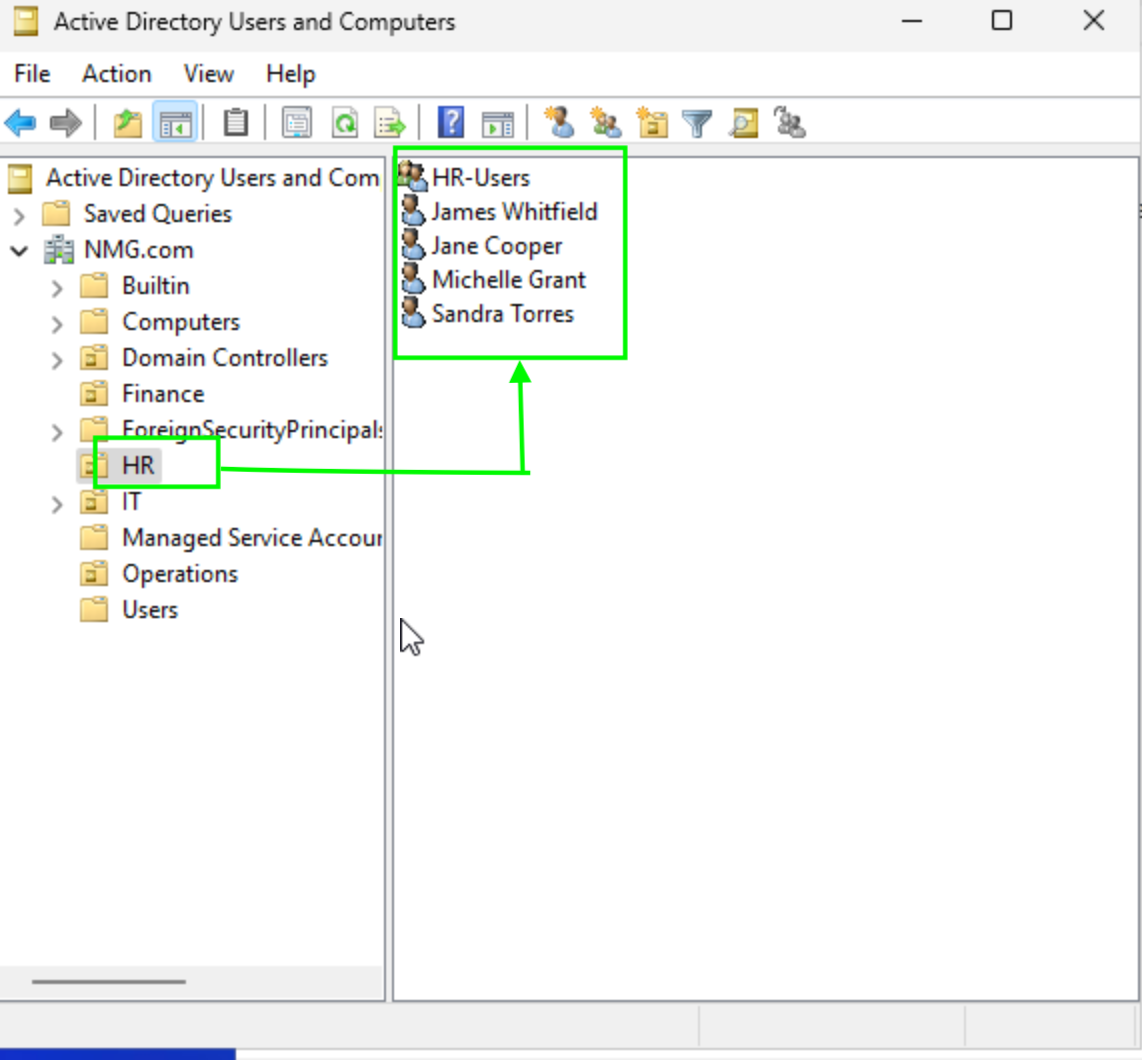 Active Directory Users and Computers
File Action View Help
Active Directory Users and Com
Saved Queries
NMG.com
Builtin
Computers
Domain Controllers
Finance
ForeignSecurityPrincipals
HR
IT
Managed Service Accoun
Operations
Users
HR-Users
James Whitfield
Jane Cooper
Michelle Grant
Sandra Torres